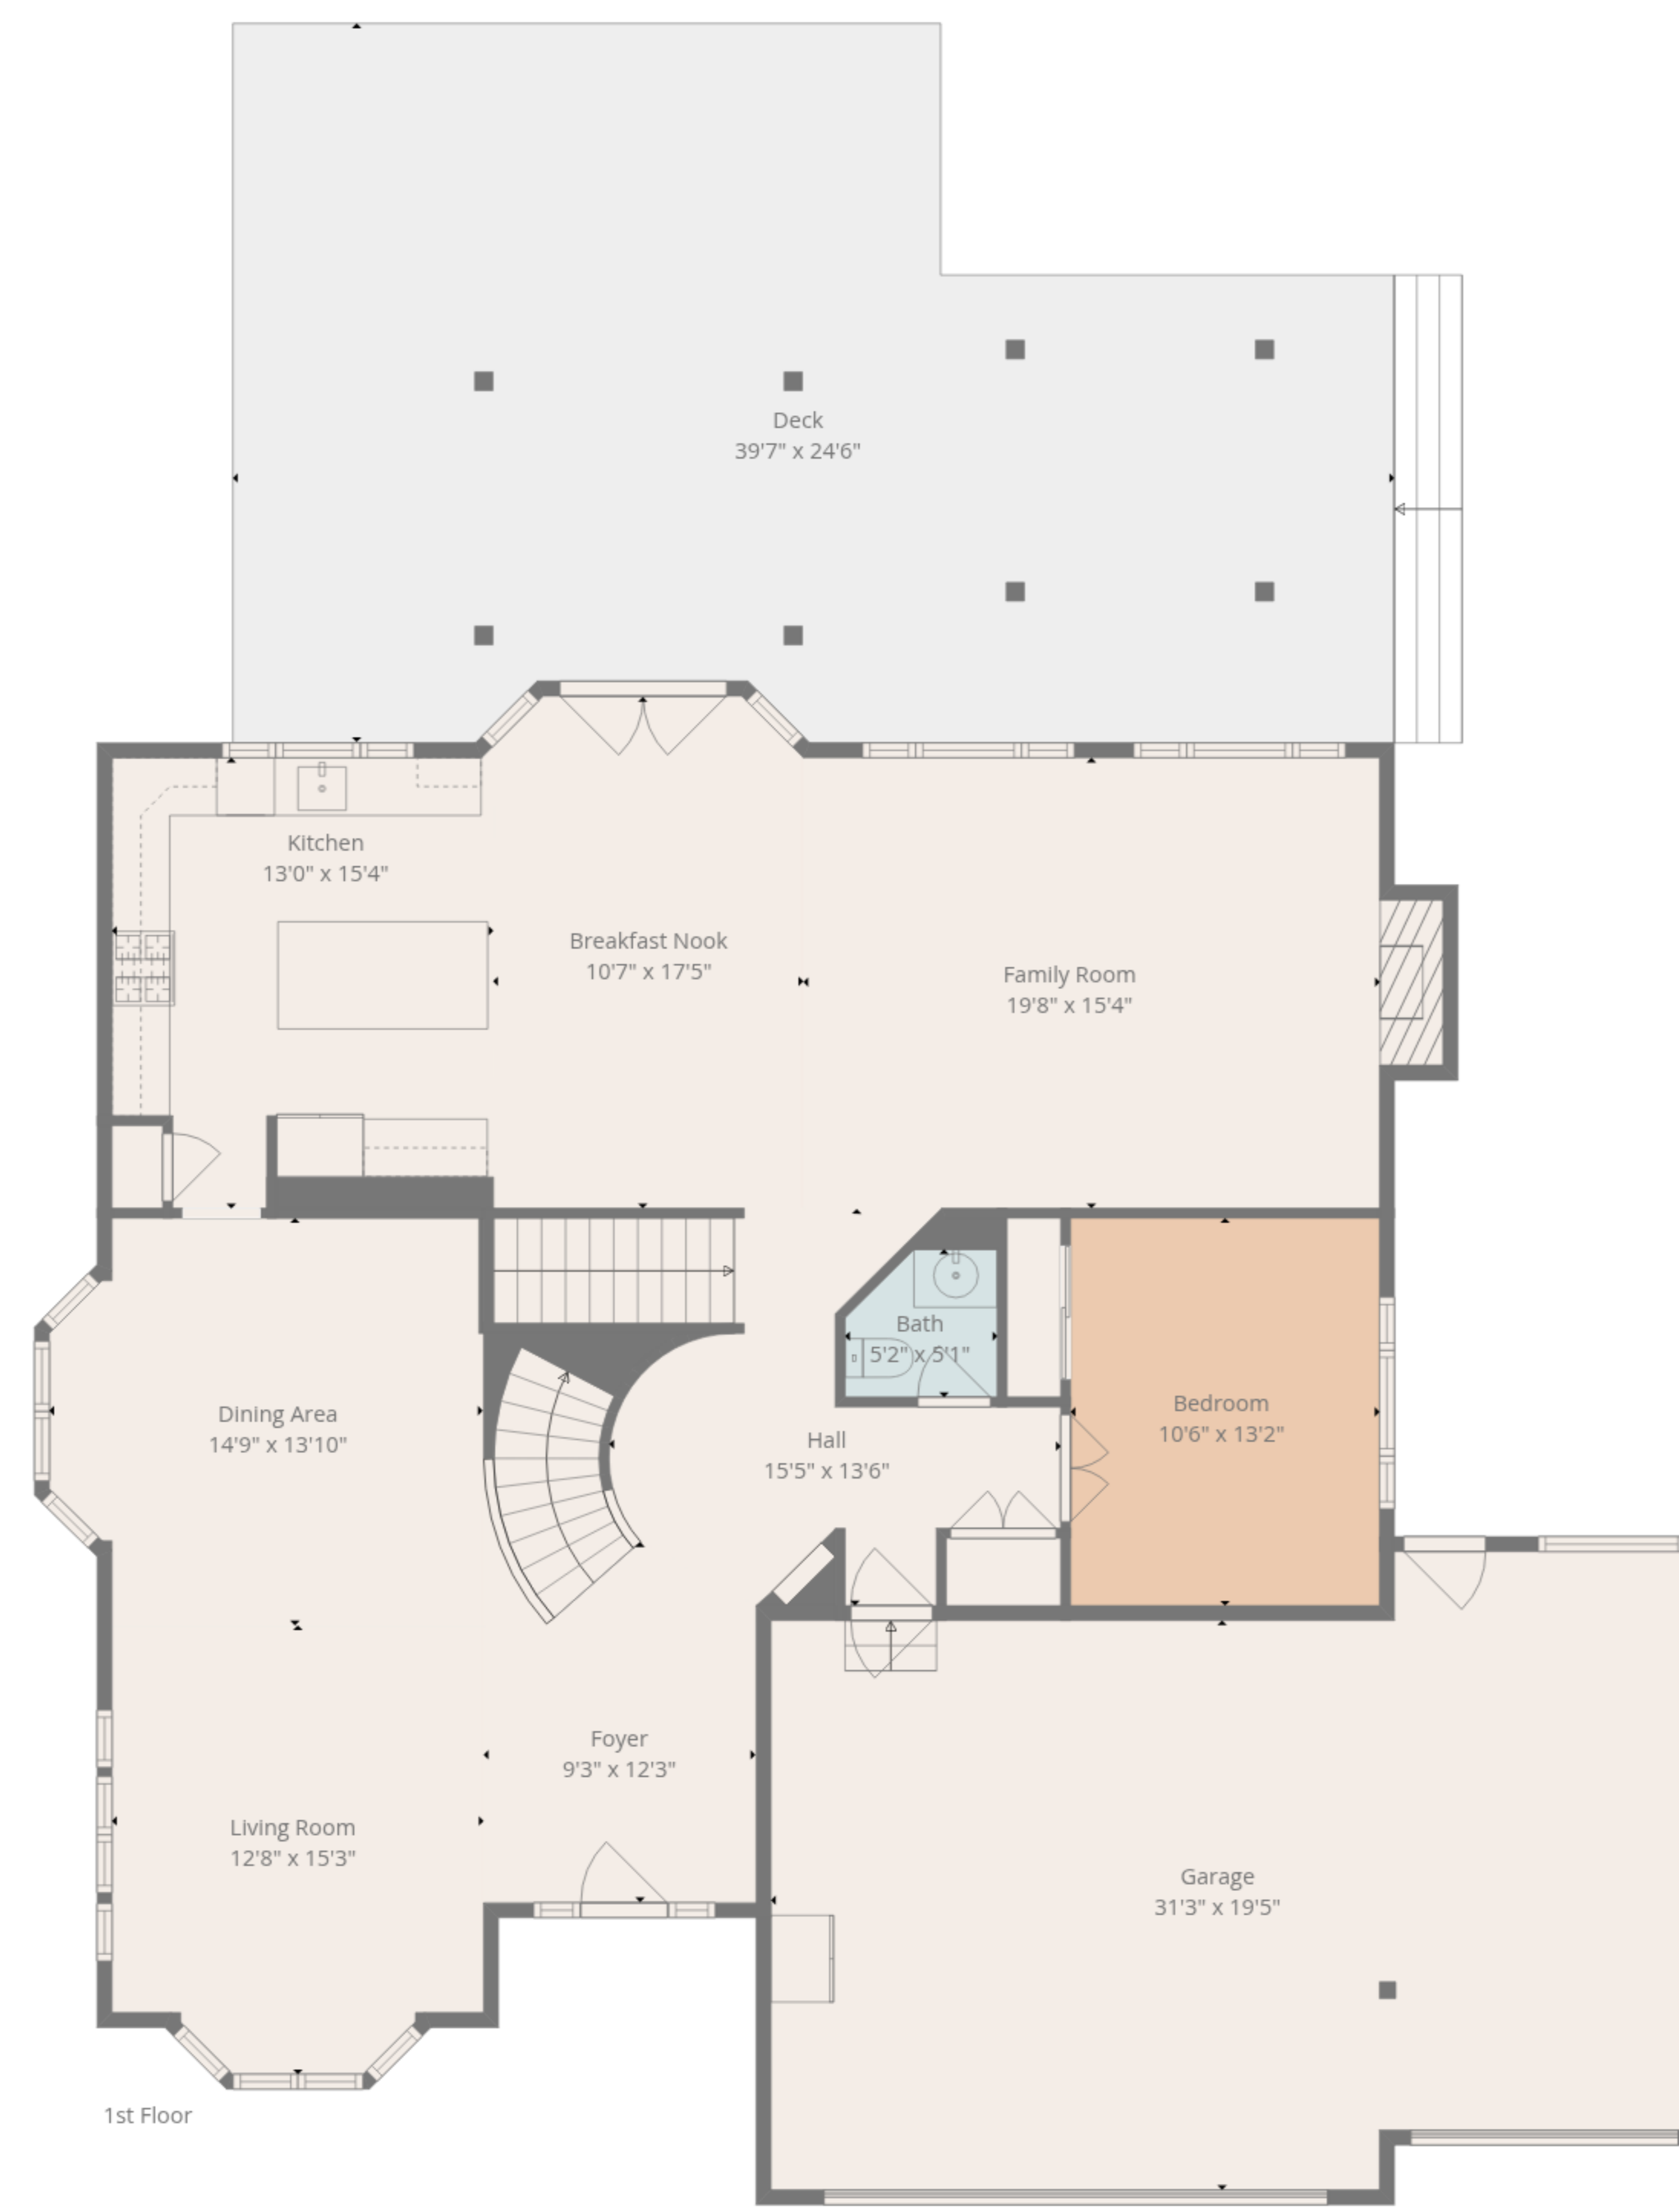 Deck
39'7" x 24'6"
Kitchen
13'0" x 15'4"
Breakfast Nook
10'7" x 17'5"
Family Room
19'8" x 15'4"
Bath
5'2" x 5'1"
Dining Area
14'9" x 13'10"
Hall
15'5" x 13'6"
Bedroom
10'6" x 13'2"
Foyer
9'3" x 12'3"
Living Room
12'8" x 15'3"
Garage
31'3" x 19'5"
1st Floor